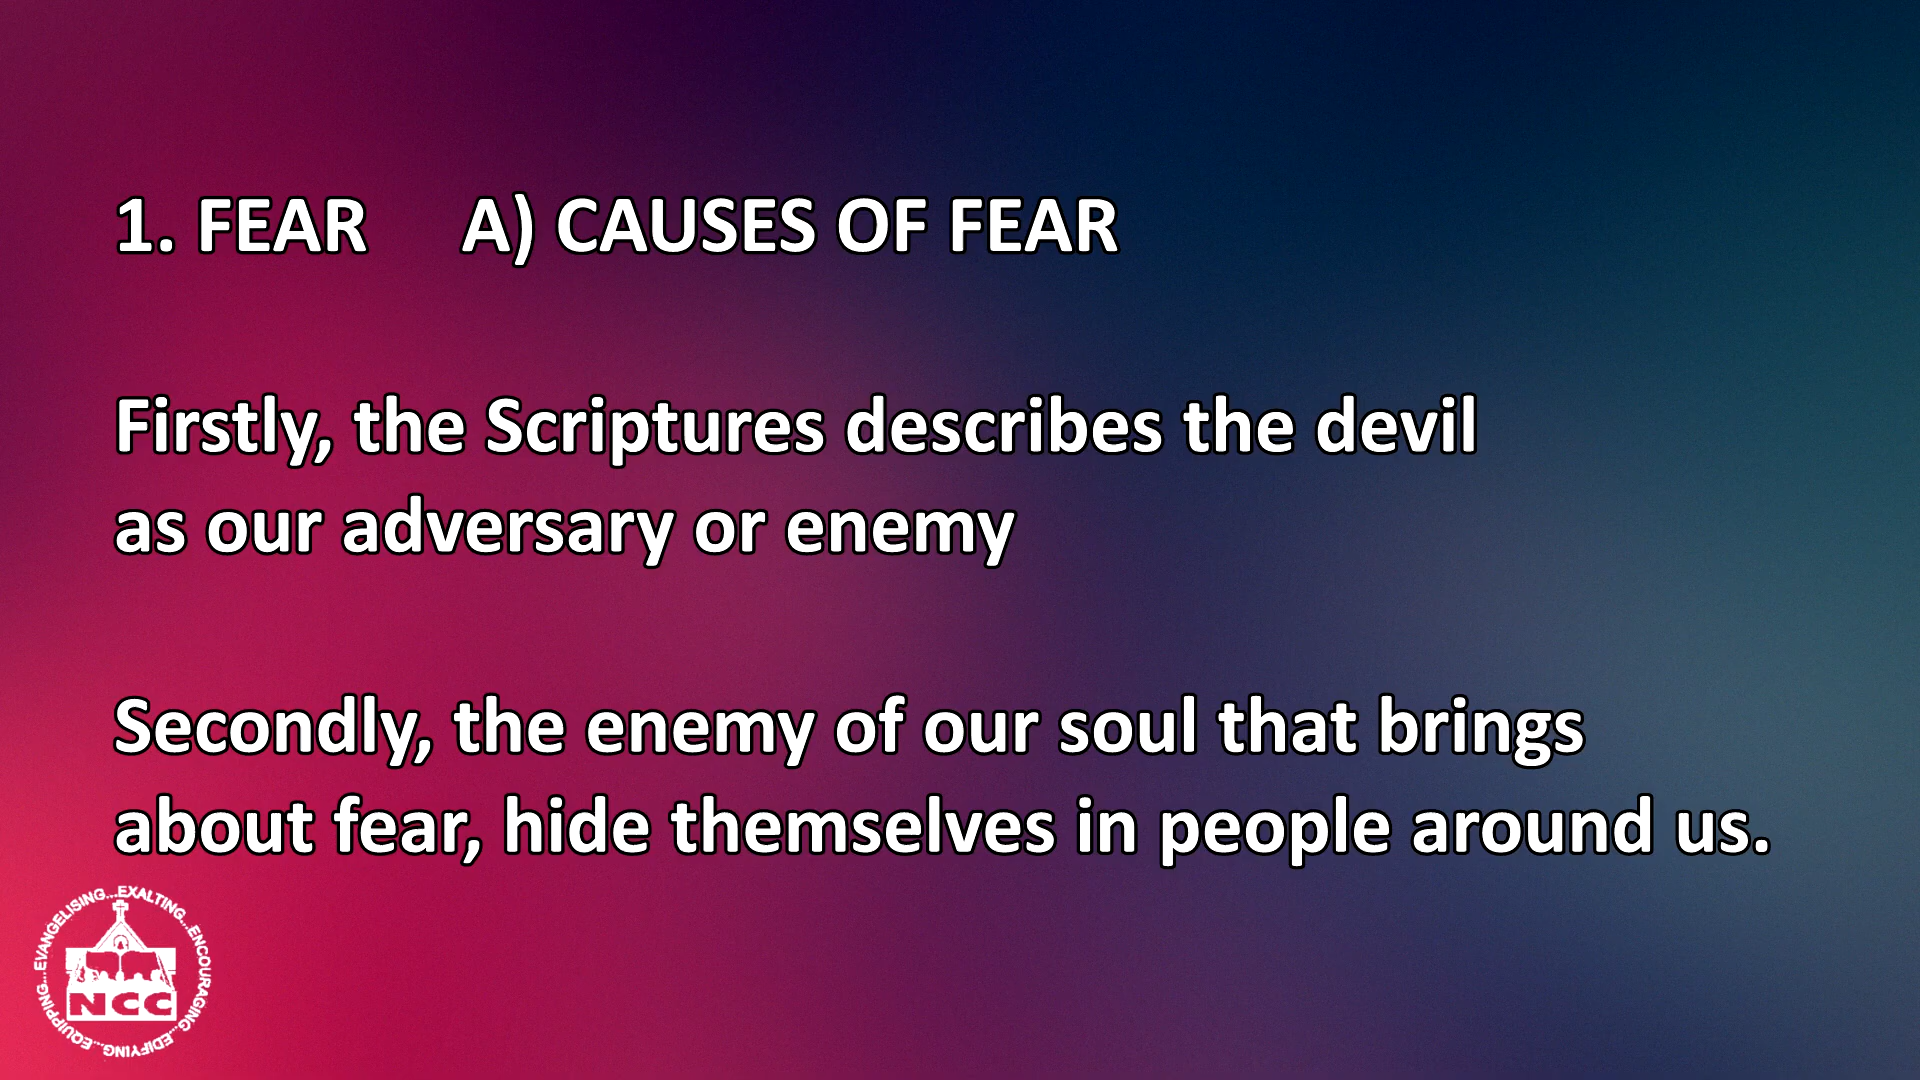 1. FEAR A) CAUSES OF FEAR
Firstly, the Scriptures describes the devil
as our adversary or enemy
Secondly, the enemy of our soul that brings
about fear, hide themselves in people around us.
EVANGELISING...EXALTING...ENCOURAGING...EDIFYING...EQUIPPING...
NCC